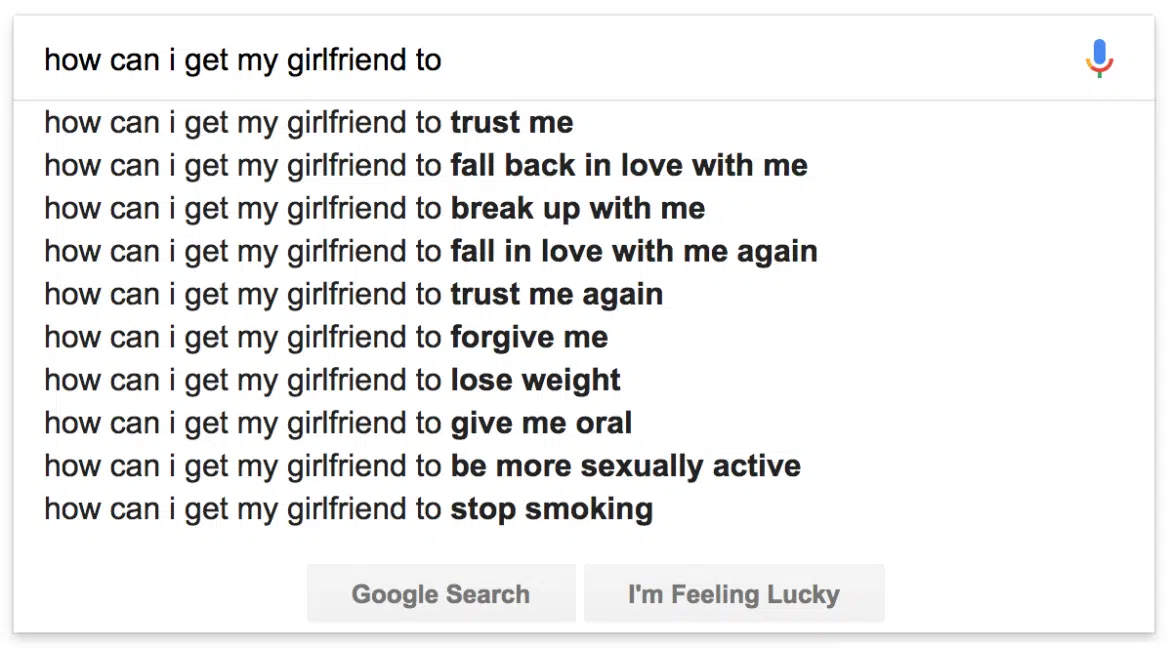 how can i get my girlfriend to
how can i get my girlfriend to trust me
how can i get my girlfriend to fall back in love with me
how can i get my girlfriend to break up with me
how can i get my girlfriend to fall in love with me again
how can i get my girlfriend to trust me again
how can i get my girlfriend to forgive me
how can i get my girlfriend to lose weight
how can i get my girlfriend to give me oral
how can i get my girlfriend to be more sexually active
how can i get my girlfriend to stop smoking
Google Search
I'm Feeling Lucky